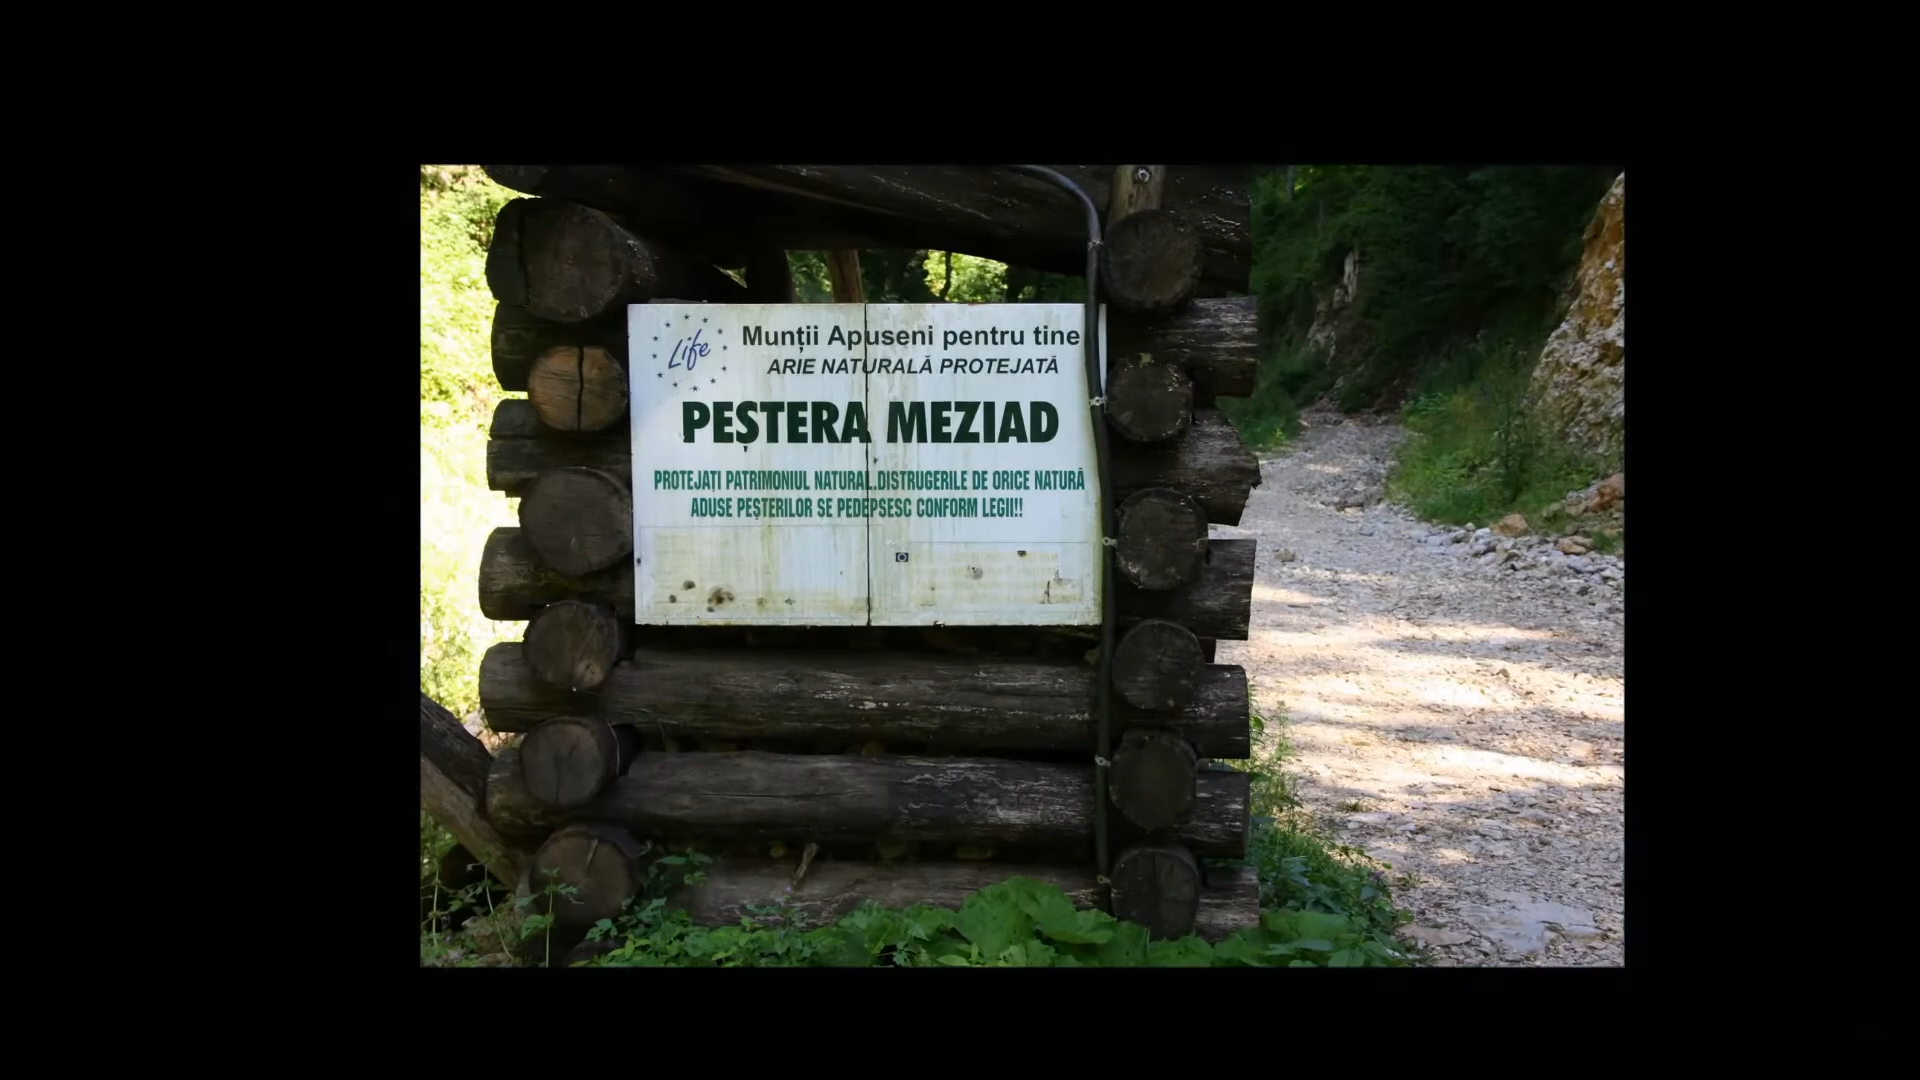 Life
Munții Apuseni pentru tine
ARIE NATURALĂ PROTEJATĂ
PEȘTERA MEZIAD
PROTEJAȚI PATRIMONIUL NATURAL.DISTRUGERILE DE ORICE NATURĂ
ADUSE PEȘTERILOR SE PEDEPSESC CONFORM LEGII!!